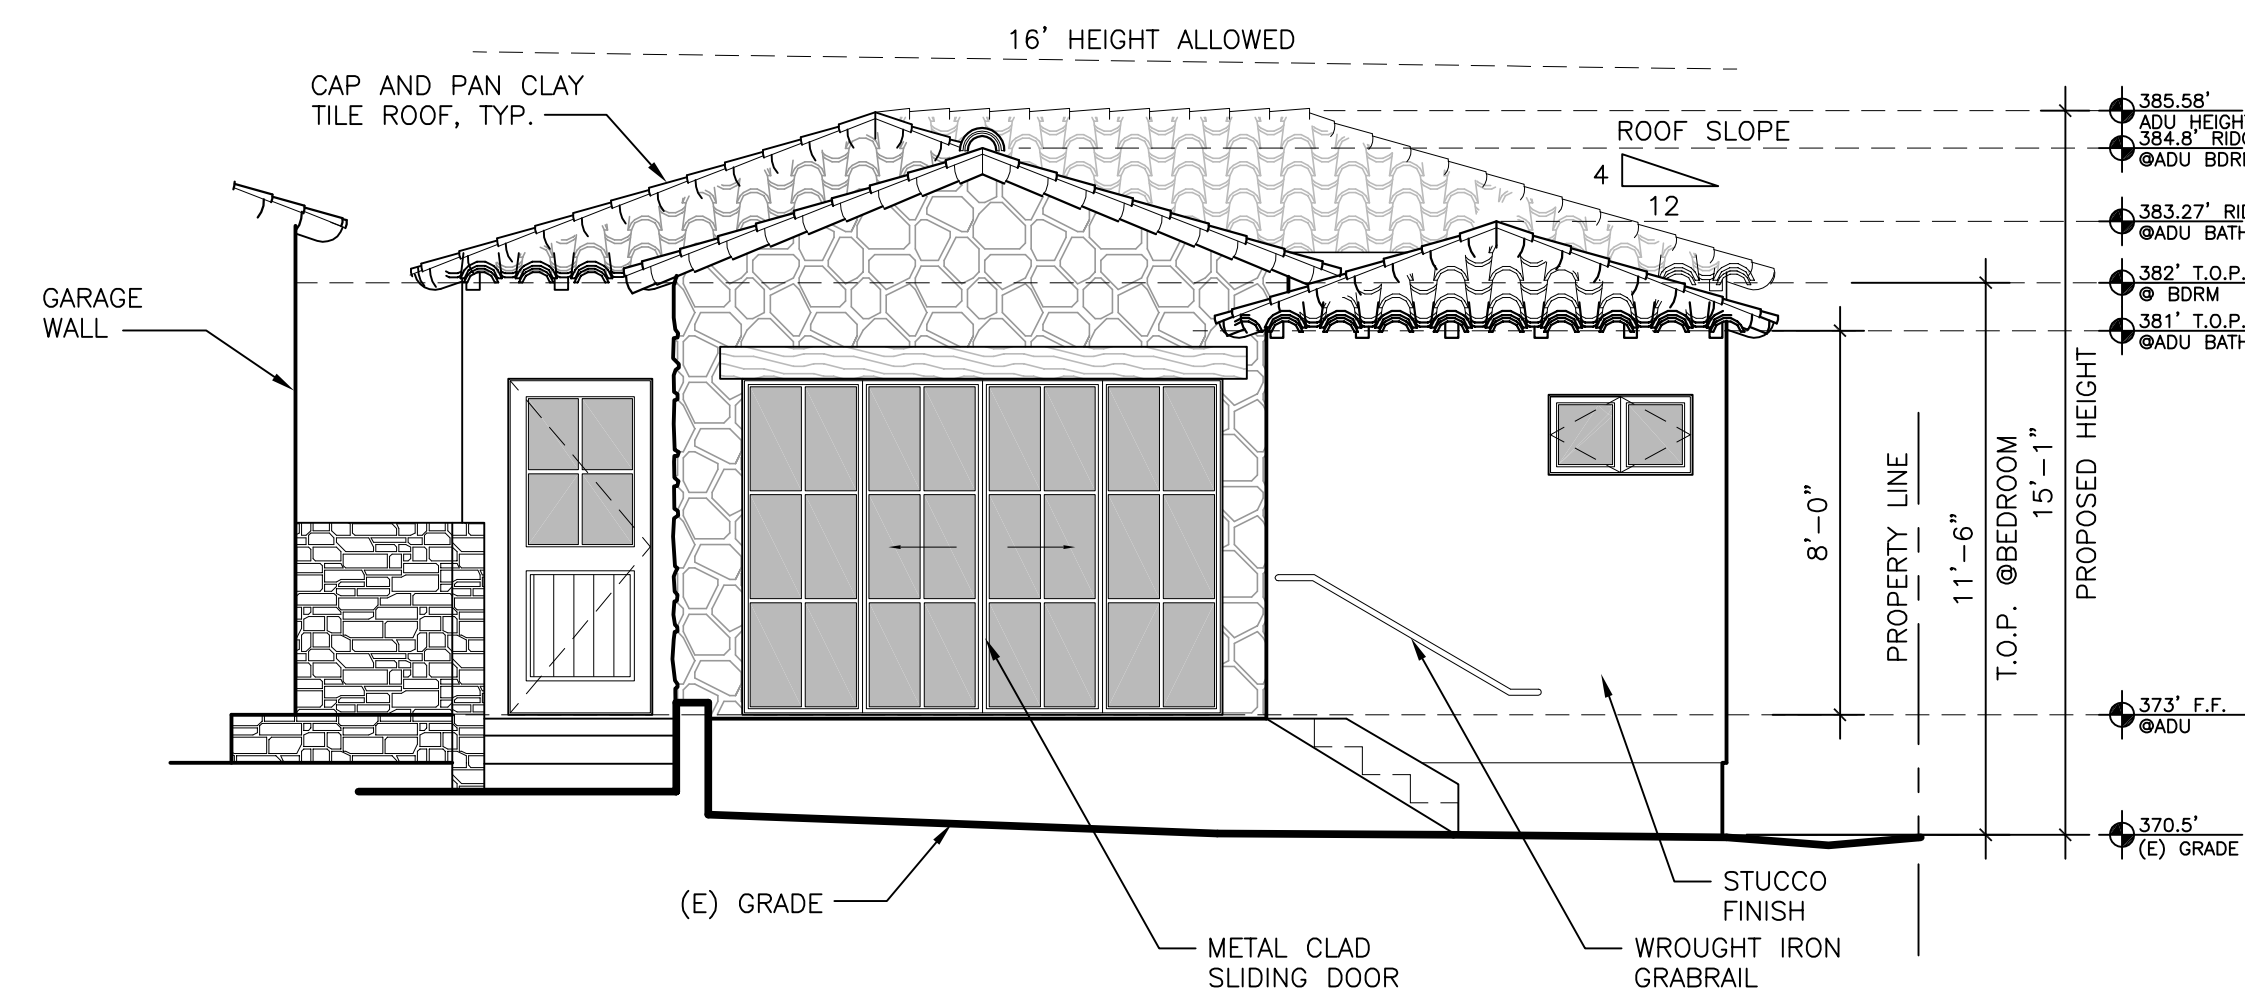 16' HEIGHT ALLOWED
CAP AND PAN CLAY
TILE ROOF, TYP.
ROOF SLOPE
4
12
GARAGE
WALL
385.58'
ADU HEIGHT
384.8'
@ADU
383.27'
@ADU BATH
382' T.O.P.
@ BDRM
381' T.O.P.
@ADU BATH
8'-0"
PROPERTY LINE
11'-6"
T.O.P. @BEDROOM
15'-1"
PROPOSED HEIGHT
373' F.F.
@ADU
370.5'
(E) GRADE
(E) GRADE
STUCCO
FINISH
METAL CLAD
SLIDING DOOR
WROUGHT IRON
GRABRAIL